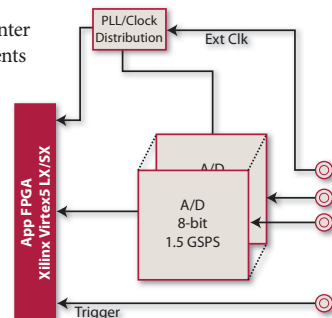 nter
ents
PLL/Clock
Distribution
Ext Clk
App FPGA
Xilinx Virtex5 LX/SX
A/D
A/D
8-bit
1.5 GSPS
Trigger